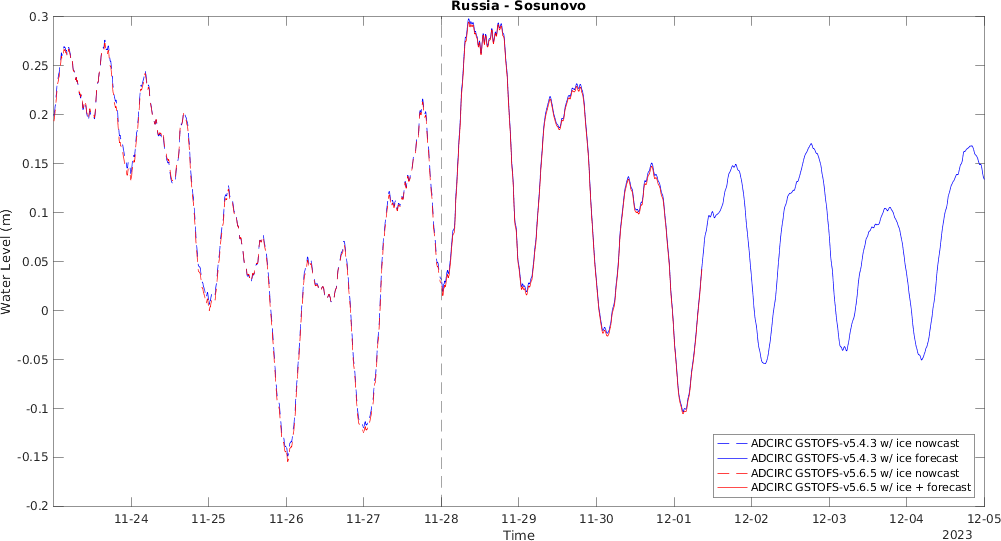 Russia - Sosunovo
0.3
0.25
0.2
0.15
0.1
0.05
0
-0.05
-0.1
-0.15
-0.2
Water Level (m)
ADCIRC GSTOFS-v5.4.3 w/ ice nowcast
ADCIRC GSTOFS-v5.4.3 w/ ice forecast
ADCIRC GSTOFS-v5.6.5 w/ ice nowcast
ADCIRC GSTOFS-v5.6.5 w/ ice + forecast
11-24 11-25 11-26 11-27 11-28 11-29 11-30 12-01 12-02 12-03 12-04 12-05
Time
2023